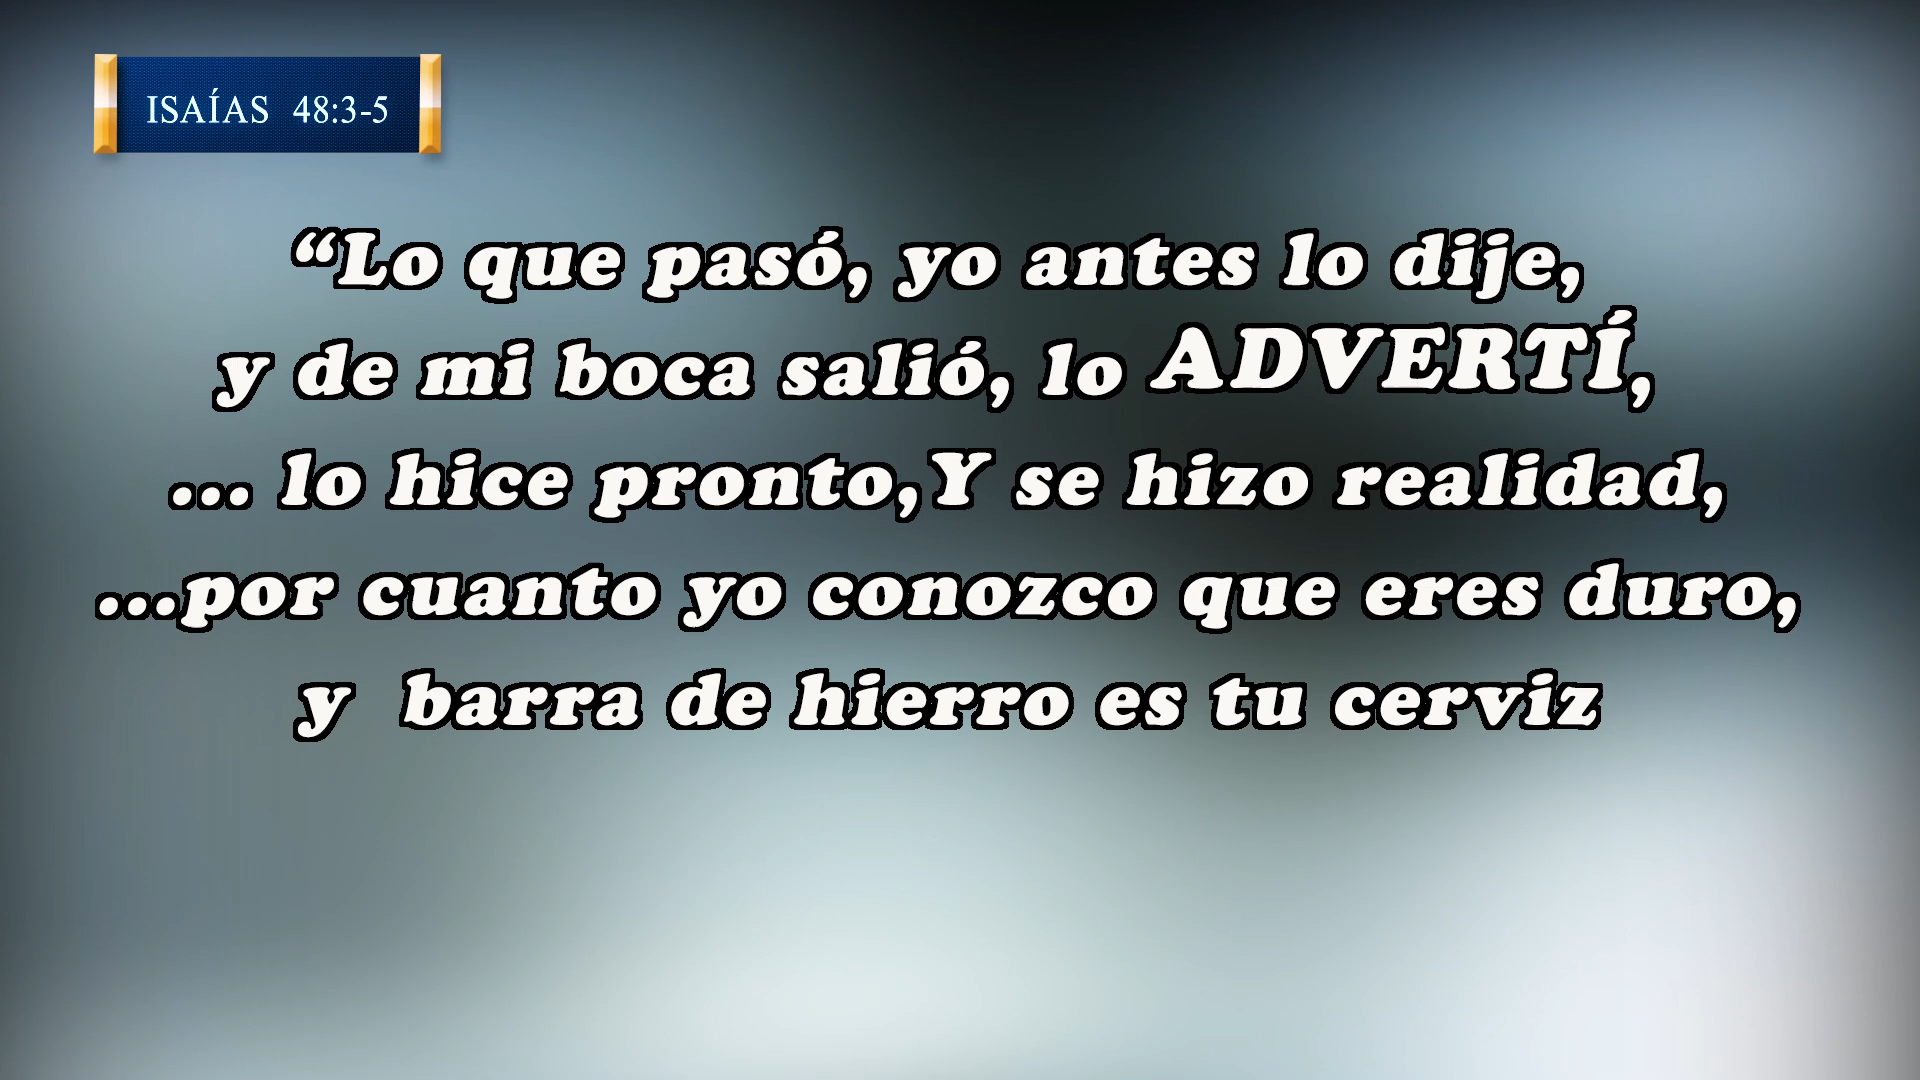 ISAÍAS 48:3-5
“Lo que pasó, yo antes lo dije,
y de mi boca salió, lo ADVERTÍ,
... lo hice pronto,Y se hizo realidad,
...por cuanto yo conozco que eres duro,
y barra de hierro es tu cerviz